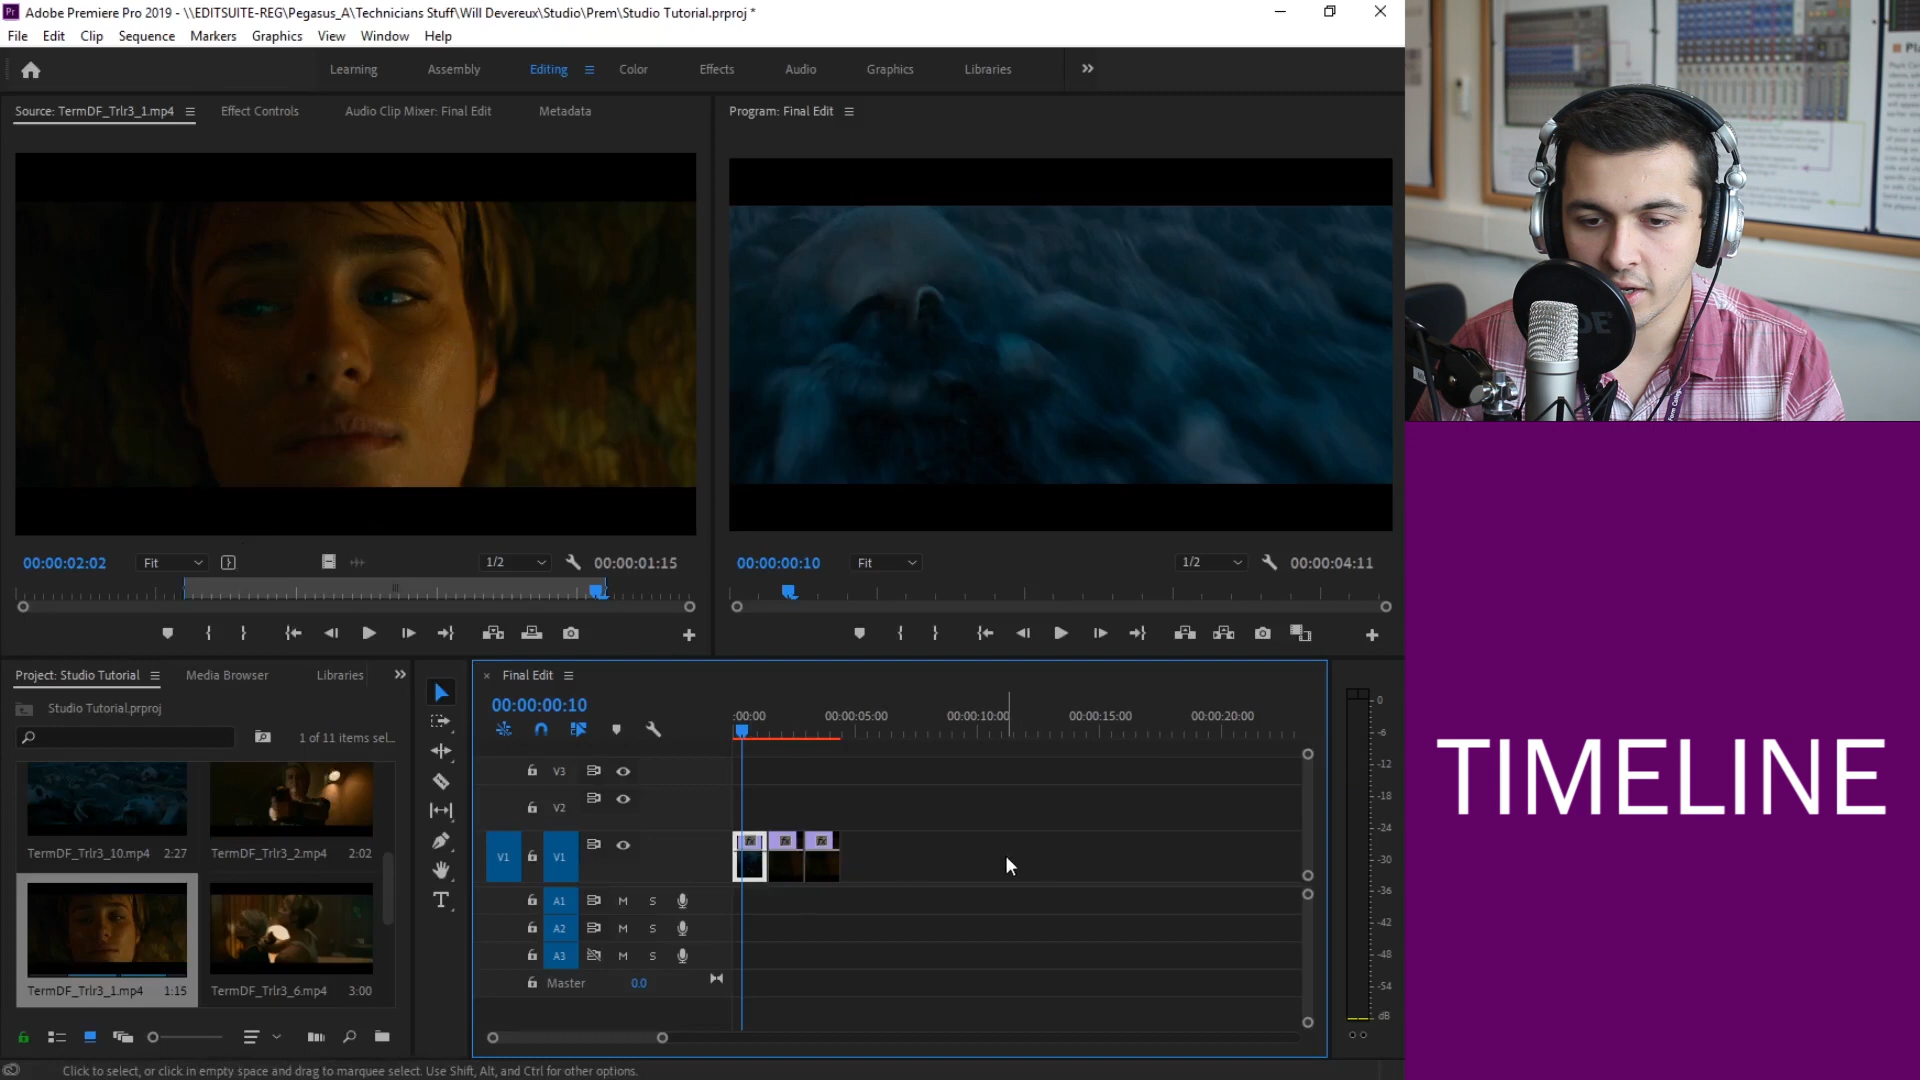 Adobe Premiere Pro 2019 - \\EDITSUITE-REG\Pegasus_A\Technicians Stuff\Will Devereux\Studio\Prem\Studio Tutorial.prproj *
File Edit Clip Sequence Markers Graphics View Window Help
Learning Assembly Editing Color Effects Audio Graphics Libraries
Source: TermDF_Trlr3_1.mp4 Effect Controls Audio Clip Mixer: Final Edit Metadata
Program: Final Edit
00:00:02:02 Fit 1/2 00:00:01:15
00:00:00:10 Fit 1/2 00:00:04:11
Project: Studio Tutorial Media Browser Libraries
Studio Tutorial.prproj
1 of 11 items sel...
TermDF_Trlr3_10.mp4 2:27
TermDF_Trlr3_2.mp4 2:02
TermDF_Trlr3_1.mp4 1:15
TermDF_Trlr3_6.mp4 3:00
Final Edit
00:00:00:10
:00:00 00:00:05:00 00:00:10:00 00:00:15:00 00:00:20:00
V3
V2
V1 V1
A1 M S
A2 M S
A3 M S
Master 0.0
0
-6
-12
-18
-24
-30
-36
-42
-48
-54
dB
Click to select, or click in empty space and drag to marquee select. Use Shift, Alt, and Ctrl for other options.
TIMELINE